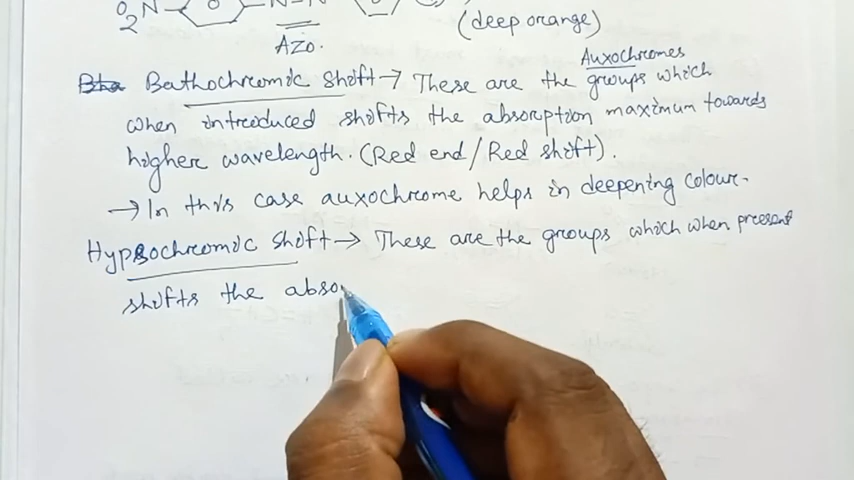 O2N N N
(deep orange)
Azo.
Auxochromes
Bathochromic shift → These are the groups which
when introduced shifts the absorption maximum towards
higher wavelength. (Red end/Red shift).
→ In this case auxochrome helps in deepening colour.
Hypsochromic shift → These are the groups which when present
shifts the abso